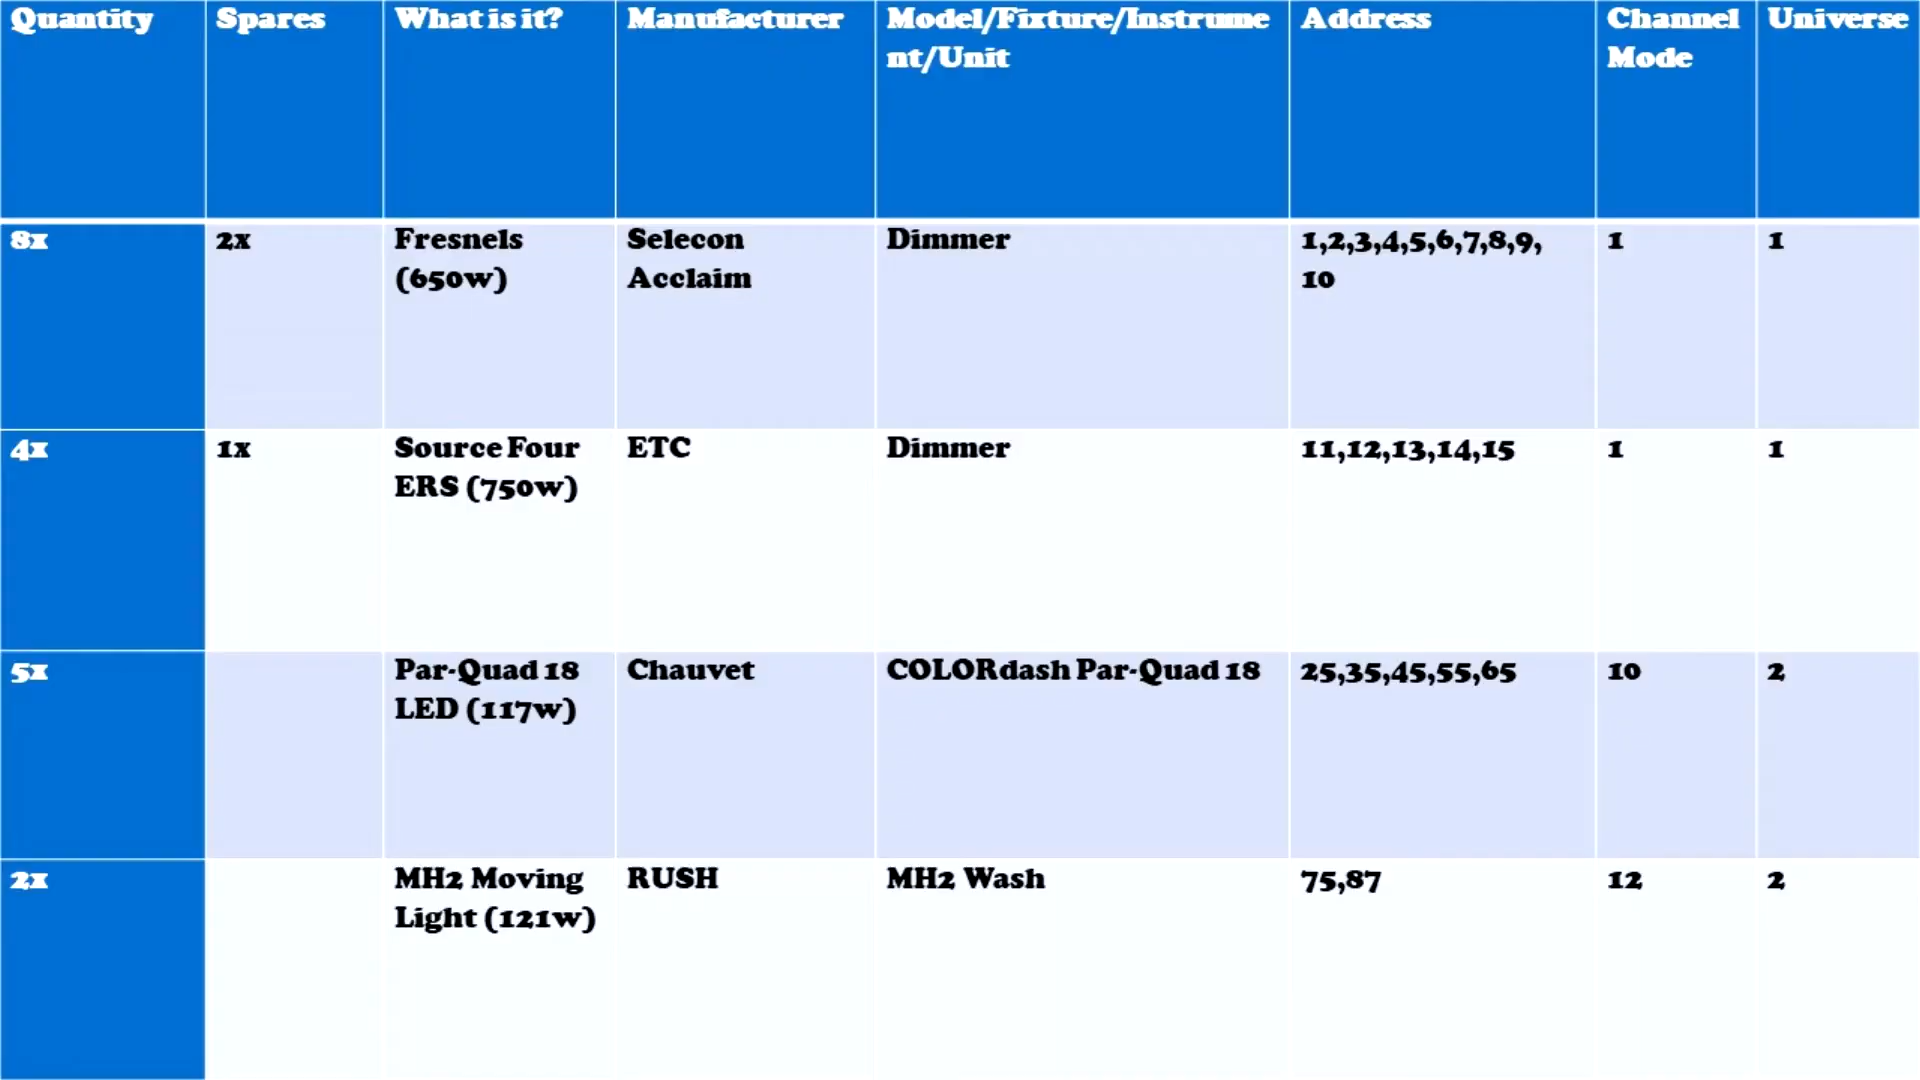 Quantity
Spares
What is it?
Manufacturer
Model/Fixture/Instrume
nt/Unit
Address
Channel
Mode
Universe
8x
2x
Fresnels
(650w)
Selecon
Acclaim
Dimmer
1,2,3,4,5,6,7,8,9,
10
1
1
4x
1x
Source Four
ERS (750w)
ETC
Dimmer
11,12,13,14,15
1
1
5x
Par-Quad 18
LED (117w)
Chauvet
COLORdash Par-Quad 18
25,35,45,55,65
10
2
2x
MH2 Moving
Light (121w)
RUSH
MH2 Wash
75,87
12
2